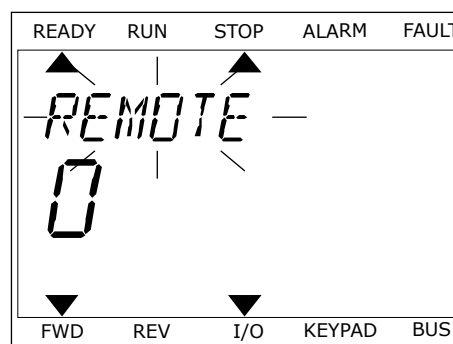 READY RUN STOP ALARM FAULT
REMOTE
0
FWD REV I/O KEYPAD BUS